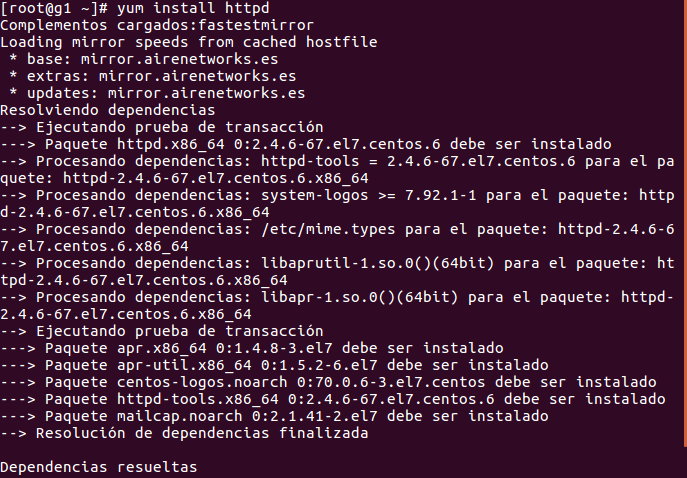 [root@g1 ~]# yum install httpd
Complementos cargados:fastestmirror
Loading mirror speeds from cached hostfile
 * base: mirror.airenetworks.es
 * extras: mirror.airenetworks.es
 * updates: mirror.airenetworks.es
Resolviendo dependencias
--> Ejecutando prueba de transacción
---> Paquete httpd.x86_64 0:2.4.6-67.el7.centos.6 debe ser instalado
--> Procesando dependencias: httpd-tools = 2.4.6-67.el7.centos.6 para el pa
quete: httpd-2.4.6-67.el7.centos.6.x86_64
--> Procesando dependencias: system-logos >= 7.92.1-1 para el paquete: http
d-2.4.6-67.el7.centos.6.x86_64
--> Procesando dependencias: /etc/mime.types para el paquete: httpd-2.4.6-6
7.el7.centos.6.x86_64
--> Procesando dependencias: libaprutil-1.so.0()(64bit) para el paquete: ht
tpd-2.4.6-67.el7.centos.6.x86_64
--> Procesando dependencias: libapr-1.so.0()(64bit) para el paquete: httpd-
2.4.6-67.el7.centos.6.x86_64
--> Ejecutando prueba de transacción
---> Paquete apr.x86_64 0:1.4.8-3.el7 debe ser instalado
---> Paquete apr-util.x86_64 0:1.5.2-6.el7 debe ser instalado
---> Paquete centos-logos.noarch 0:70.0.6-3.el7.centos debe ser instalado
---> Paquete httpd-tools.x86_64 0:2.4.6-67.el7.centos.6 debe ser instalado
---> Paquete mailcap.noarch 0:2.1.41-2.el7 debe ser instalado
--> Resolución de dependencias finalizada

Dependencias resueltas